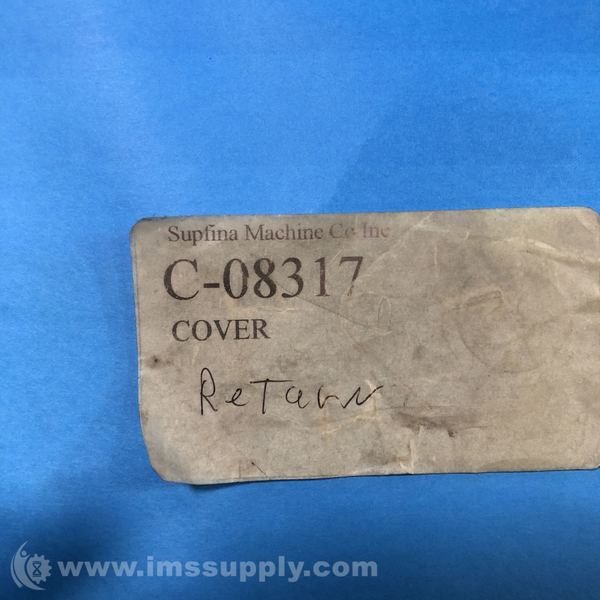 Supfina Machine Co Inc
C-08317
COVER
Return
www.imssupply.com